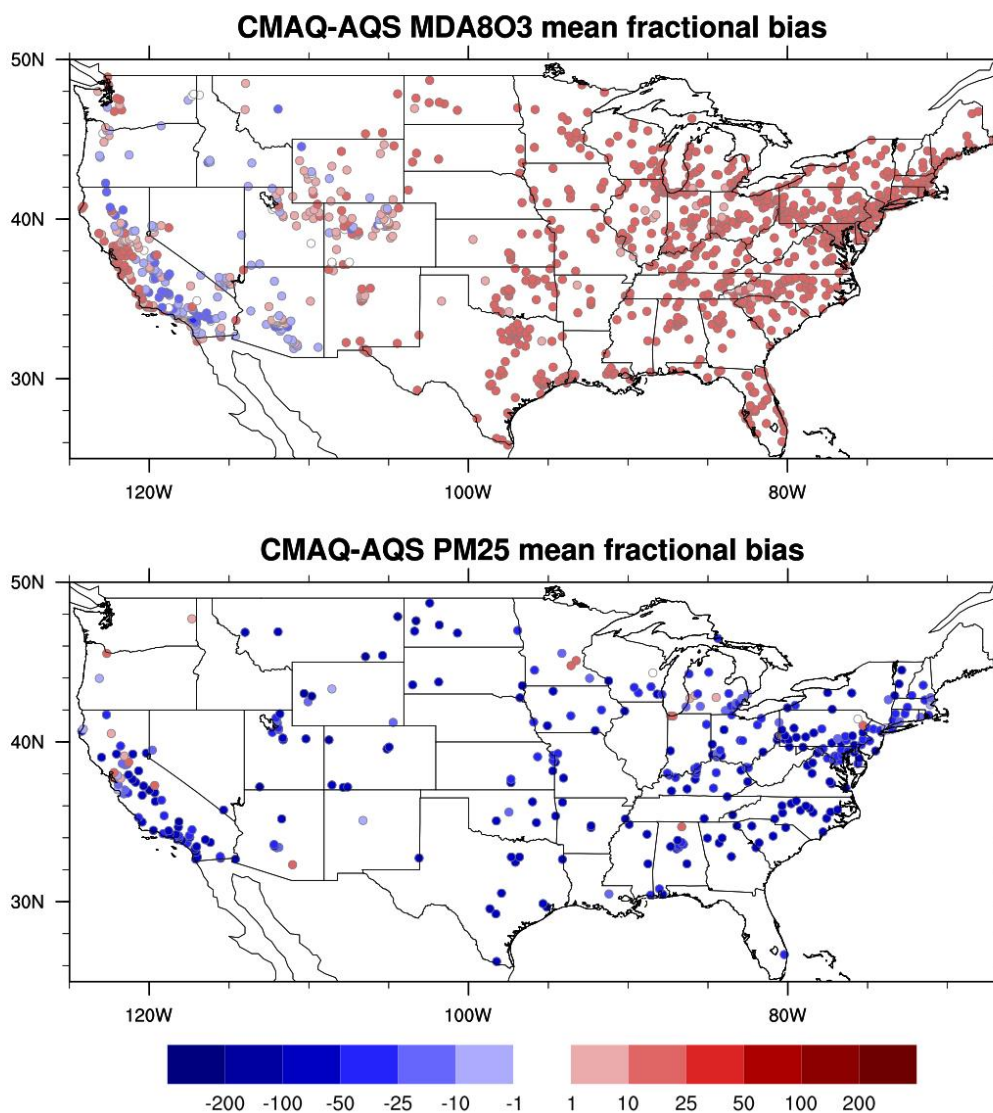 CMAQ-AQS MDA8O3 mean fractional bias
50N
40N
30N
120W 100W 80W
CMAQ-AQS PM25 mean fractional bias
50N
40N
30N
120W 100W 80W
-200 -100 -50 -25 -10 -1 1 10 25 50 100 200